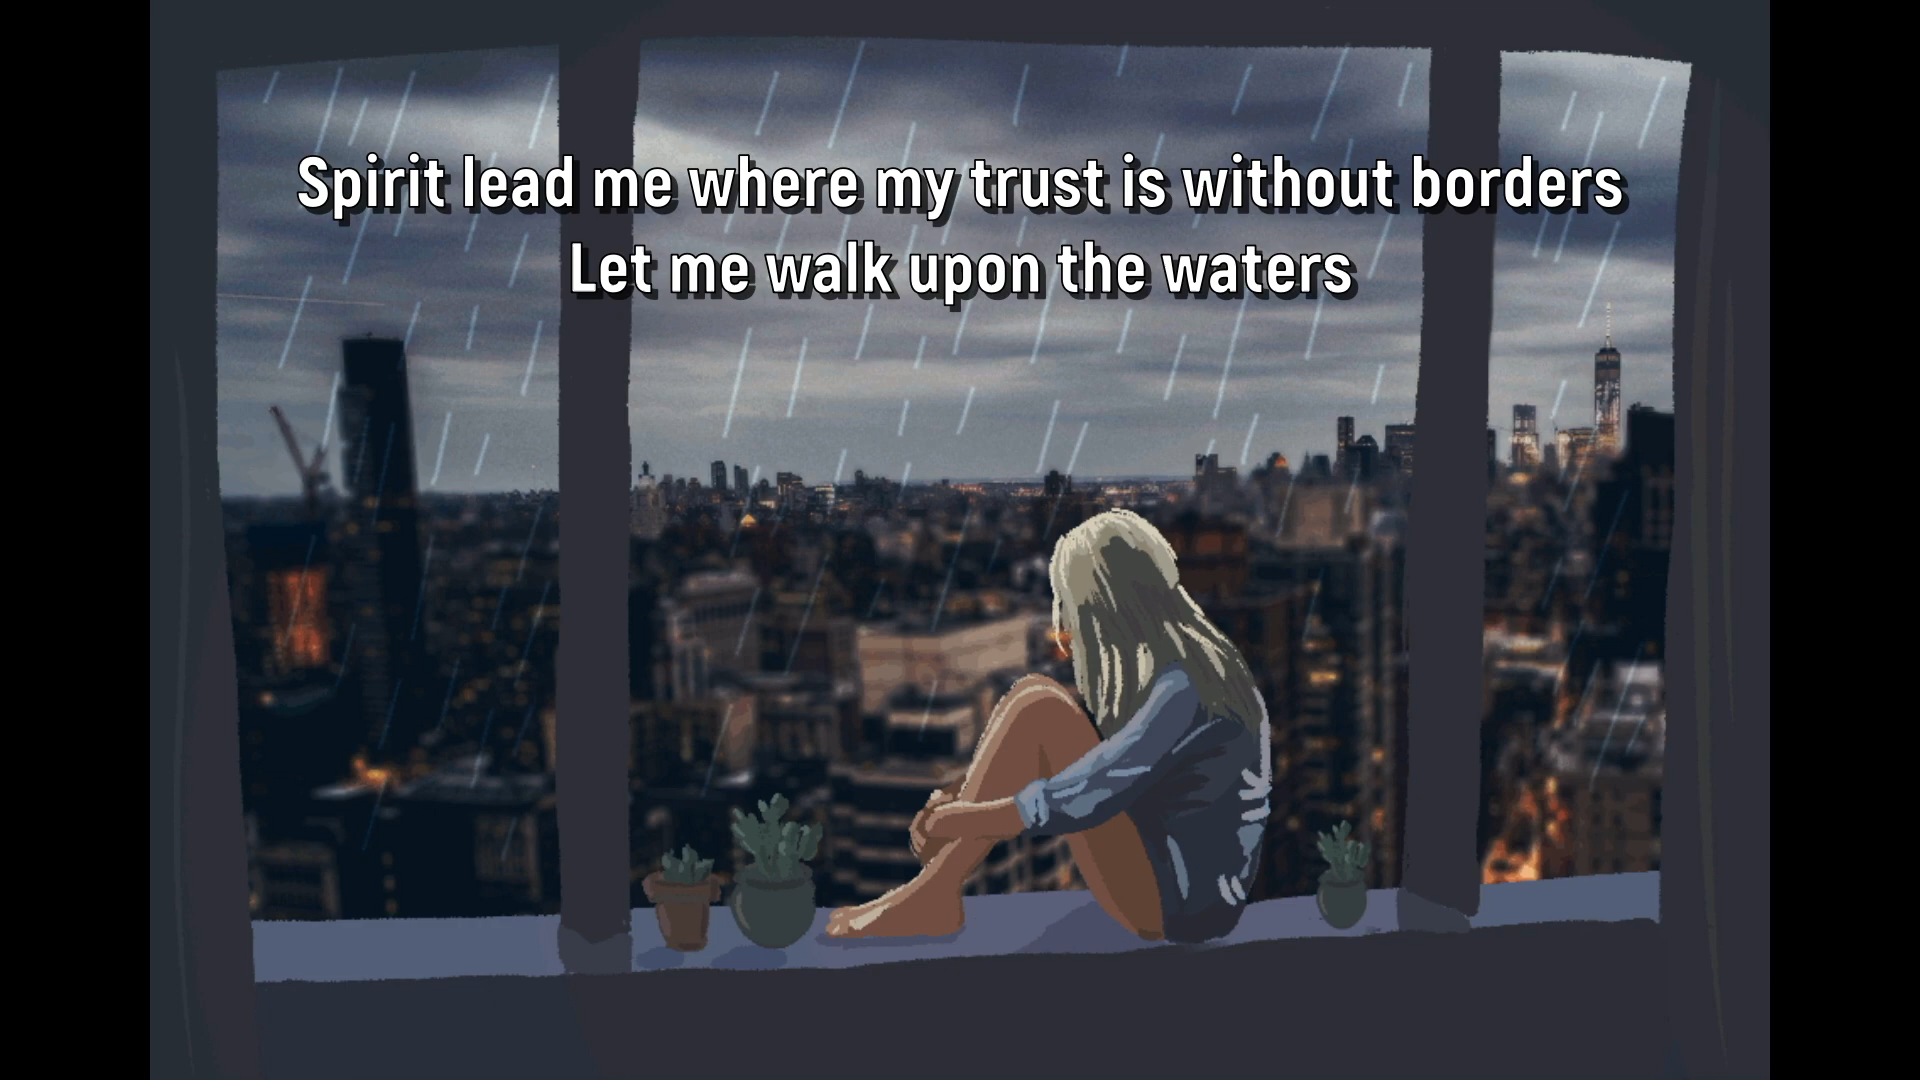 Spirit lead me where my trust is without borders
Let me walk upon the waters